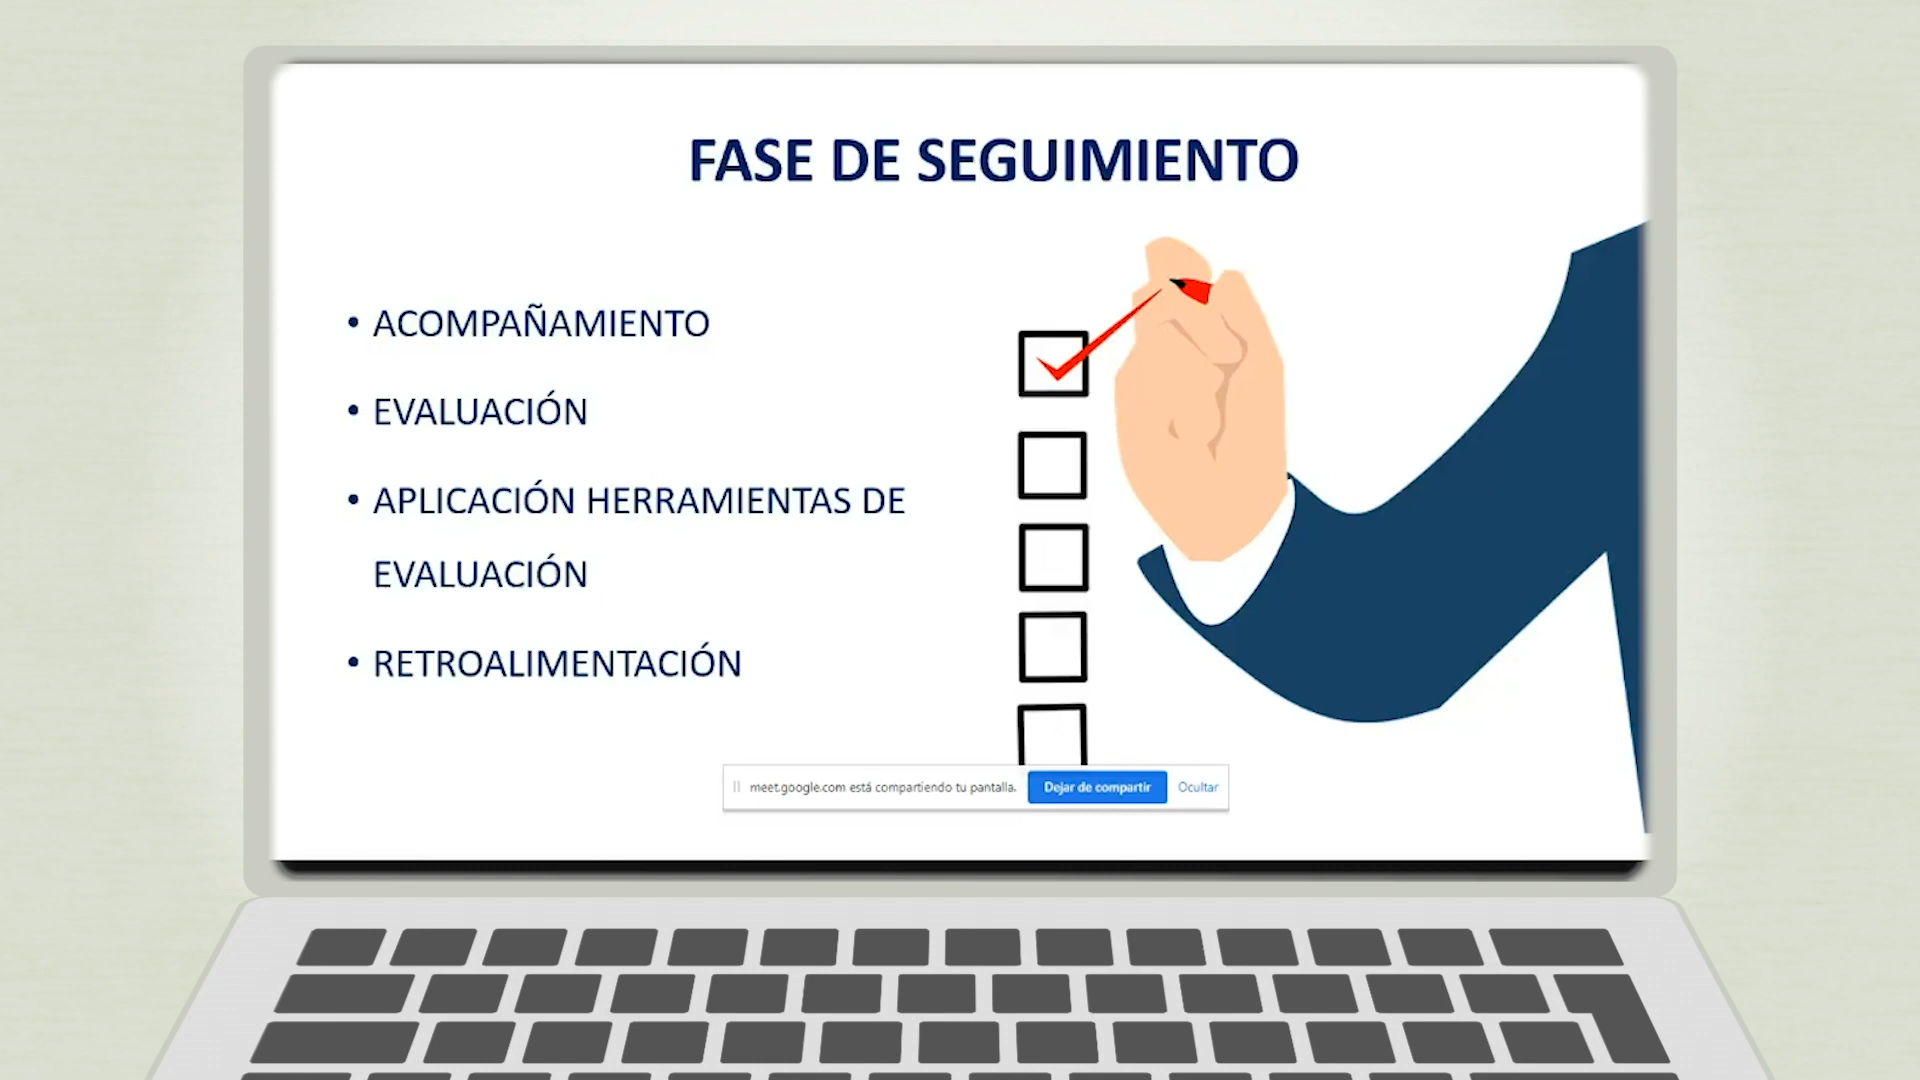 FASE DE SEGUIMIENTO
• ACOMPAÑAMIENTO
• EVALUACIÓN
• APLICACIÓN HERRAMIENTAS DE
EVALUACIÓN
• RETROALIMENTACIÓN
meet.google.com está compartiendo tu pantalla. Dejar de compartir Ocultar